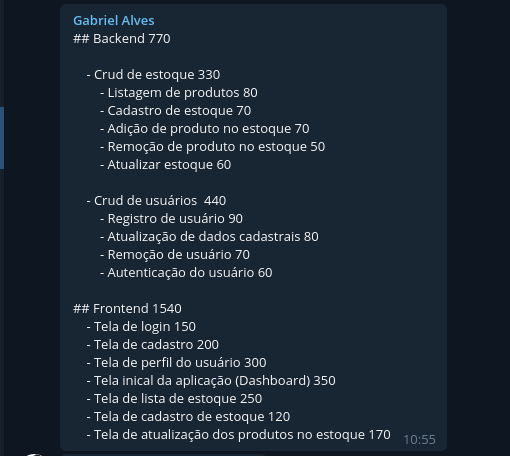 Gabriel Alves
## Backend 770
- Crud de estoque 330
- Listagem de produtos 80
- Cadastro de estoque 70
- Adição de produto no estoque 70
- Remoção de produto no estoque 50
- Atualizar estoque 60
- Crud de usuários  440
- Registro de usuário 90
- Atualização de dados cadastrais 80
- Remoção de usuário 70
- Autenticação do usuário 60
## Frontend 1540
- Tela de login 150
- Tela de cadastro 200
- Tela de perfil do usuário 300
- Tela inical da aplicação (Dashboard) 350
- Tela de lista de estoque 250
- Tela de cadastro de estoque 120
- Tela de atualização dos produtos no estoque 170
10:55